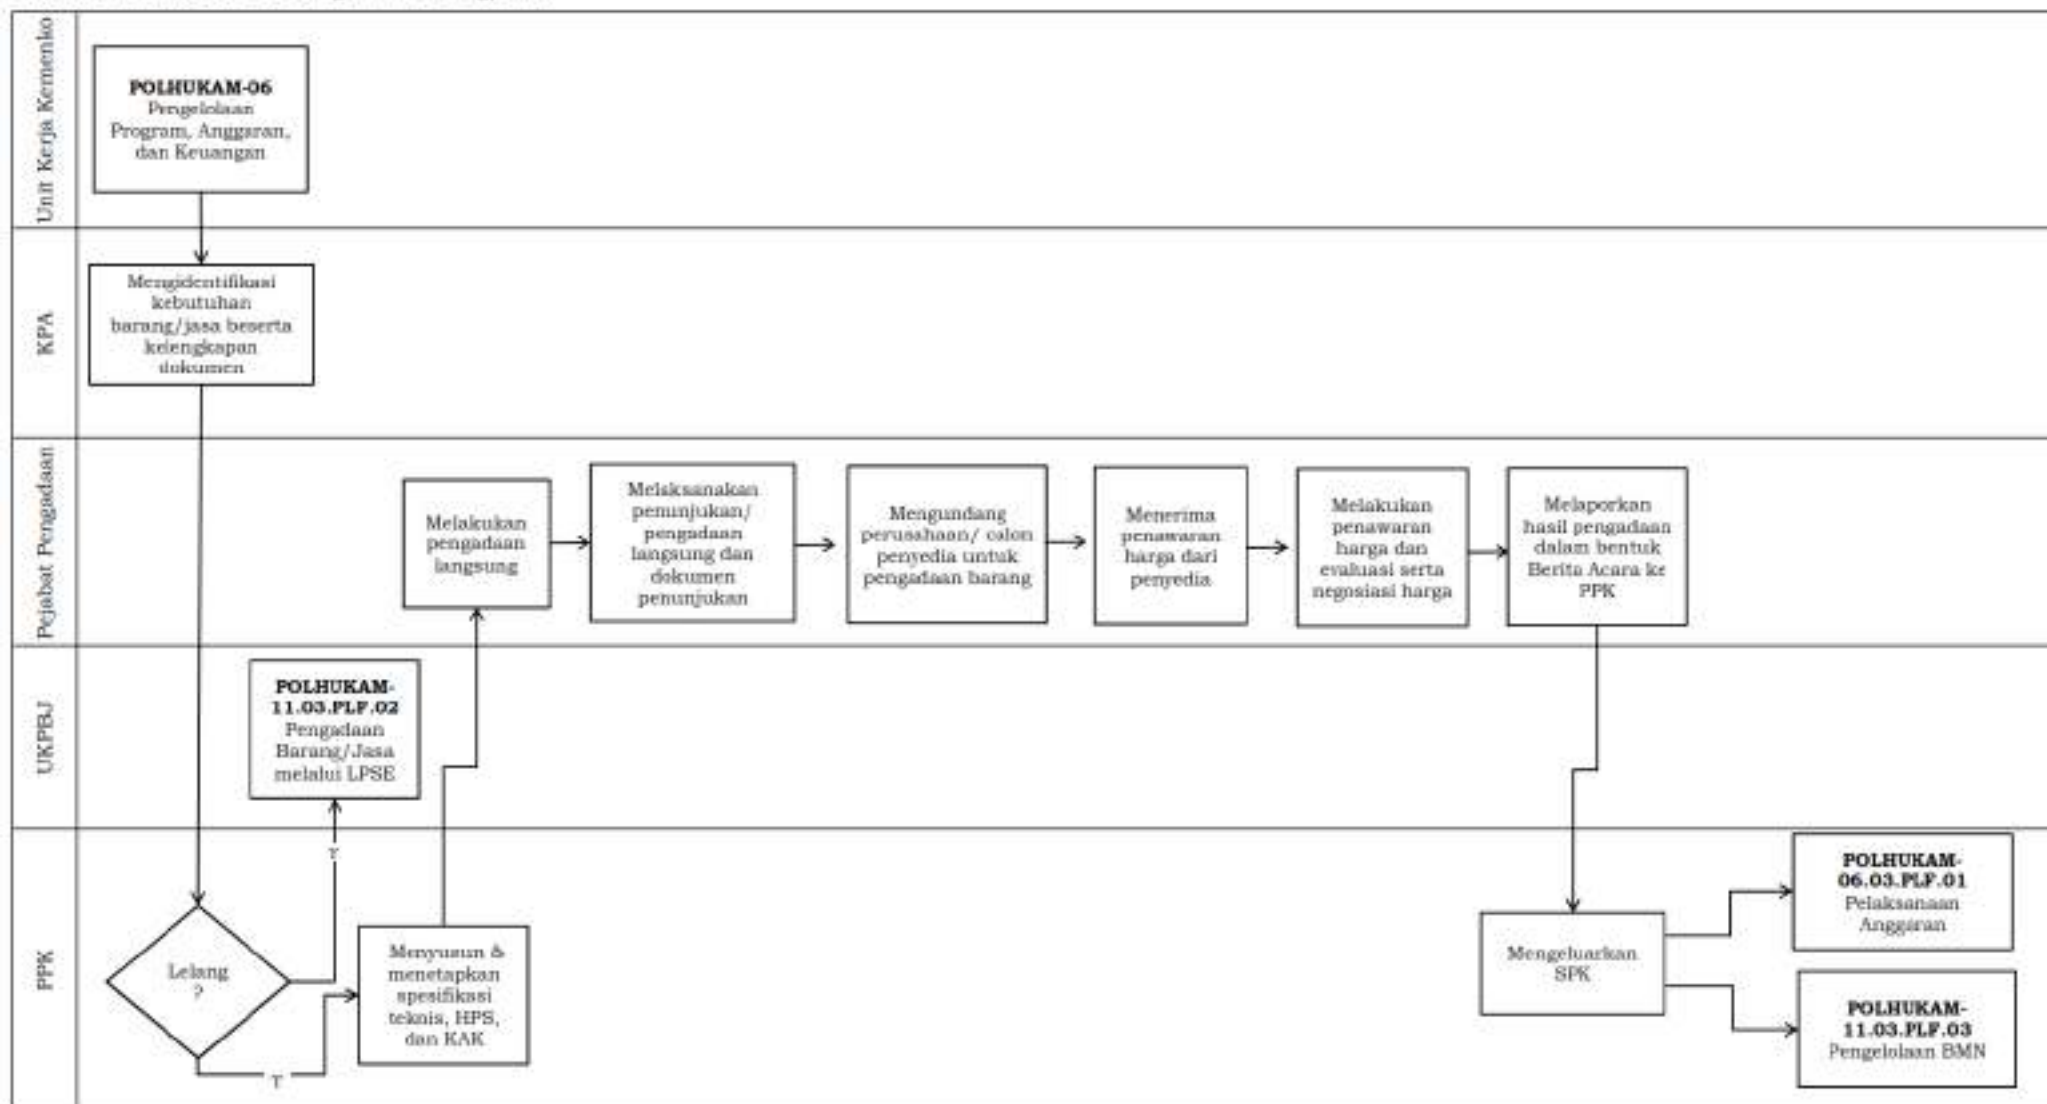 Unit Kerja Kemenko
POLHUKAM-06
Pengelolaan
Program, Anggaran,
dan Keuangan
KPA
Mengidentifikasi
kebutuhan
barang/jasa beserta
kelengkapan
dokumen
Pejabat Pengadaan
Melakukan
pengadaan
langsung
Melaksanakan
penunjukan/
pengadaan
langsung dan
dokumen
penunjukan
Mengundang
perusahaan/ calon
penyedia untuk
pengadaan barang
Menerima
penawaran
harga dari
penyedia
Melakukan
penawaran
harga dan
evaluasi serta
negosiasi harga
Melaporkan
hasil pengadaan
dalam bentuk
Berita Acara ke
PPK
UKPBJ
POLHUKAM-
11.03.PLF.02
Pengadaan
Barang/Jasa
melalui LPSE
PPK
Lelang
?
Y
T
Menyusun &
menetapkan
spesifikasi
teknis, HPS,
dan KAK
Mengeluarkan
SPK
POLHUKAM-
06.03.PLF.01
Pelaksanaan
Anggaran
POLHUKAM-
11.03.PLF.03
Pengelolaan BMN